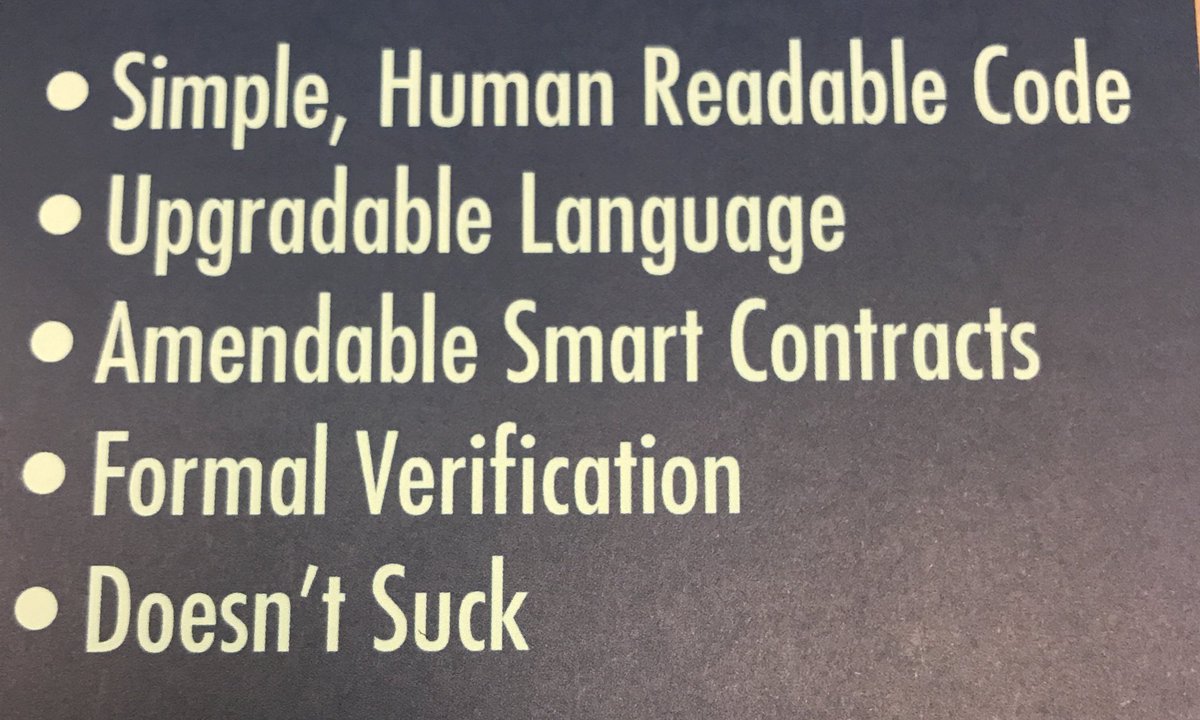 • Simple, Human Readable Code
• Upgradable Language
• Amendable Smart Contracts
• Formal Verification
• Doesn’t Suck